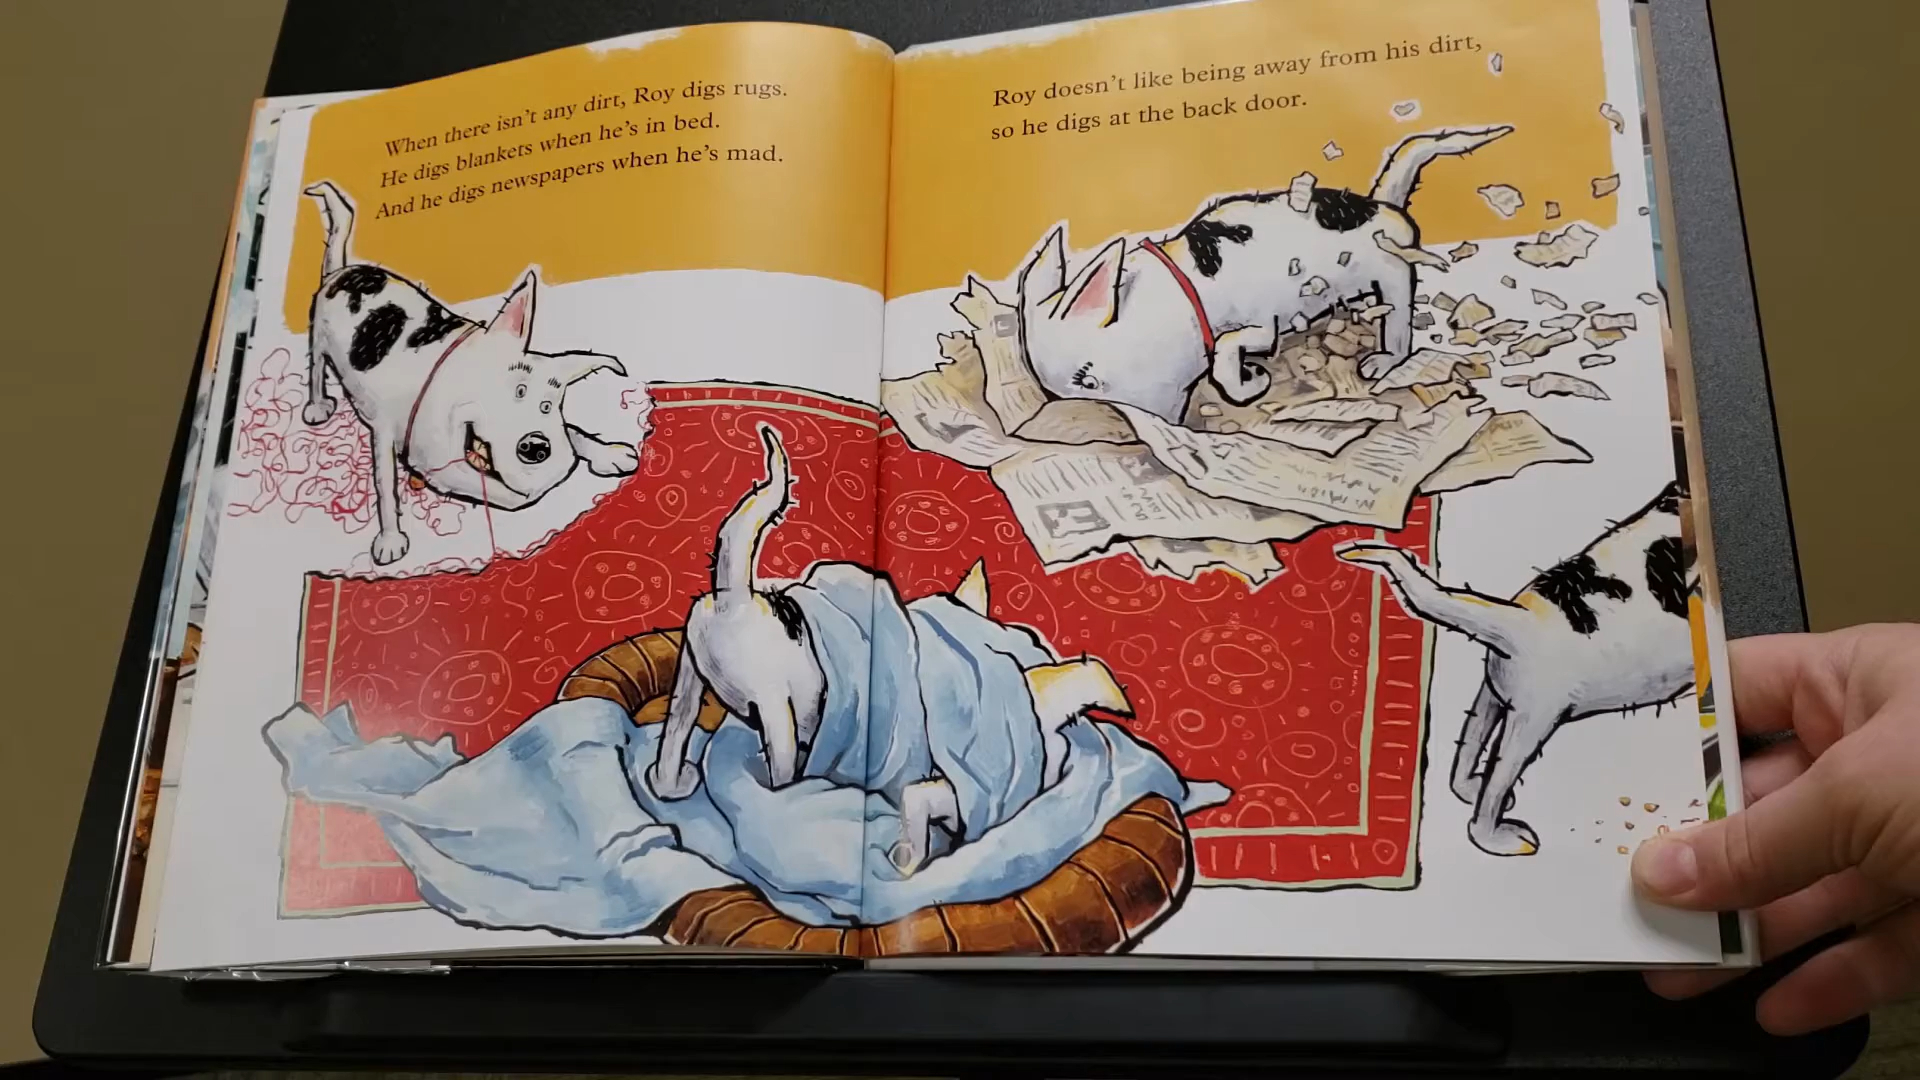 When there isn't any dirt, Roy digs rugs.
He digs blankets when he's in bed.
And he digs newspapers when he's mad.
Roy doesn't like being away from his dirt,
so he digs at the back door.